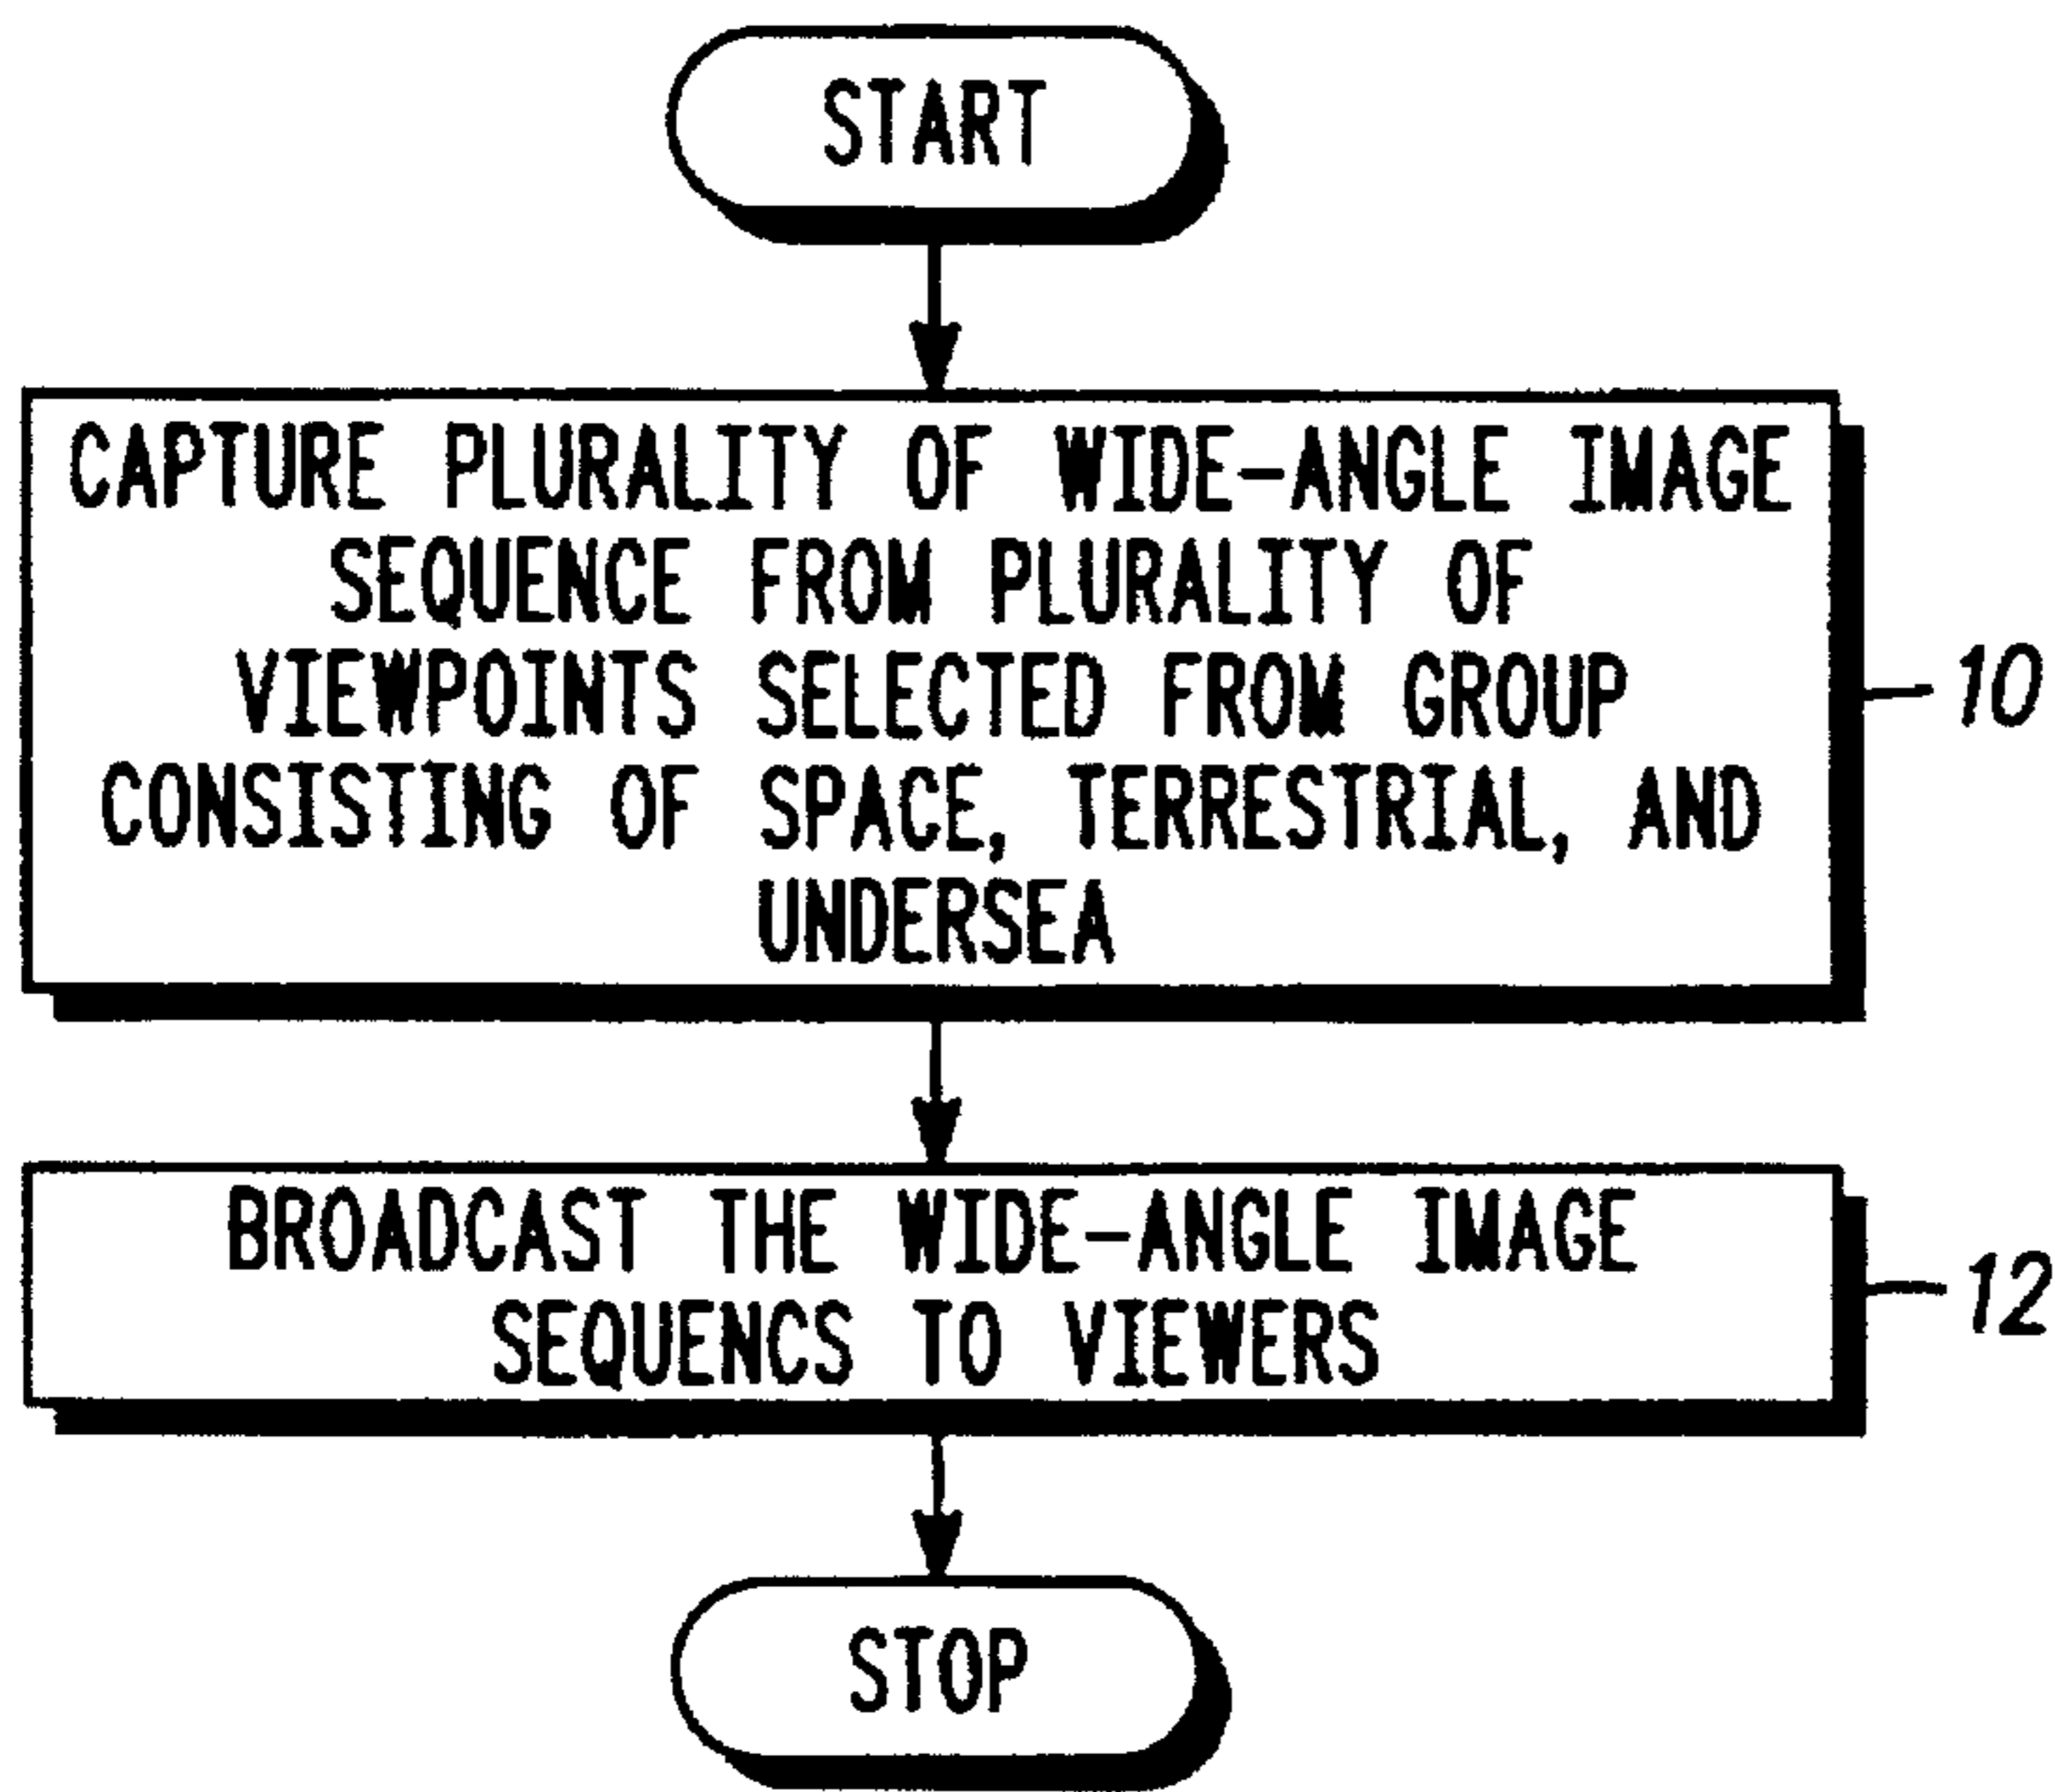 START
CAPTURE PLURALITY OF WIDE-ANGLE IMAGE
SEQUENCE FROM PLURALITY OF
VIEWPOINTS SELECTED FROM GROUP
CONSISTING OF SPACE, TERRESTRIAL, AND
UNDERSEA
10
BROADCAST THE WIDE-ANGLE IMAGE
SEQUENCS TO VIEWERS
12
STOP